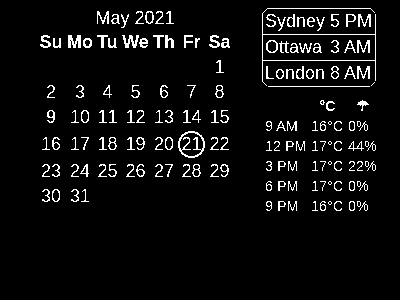 May 2021
Su Mo Tu We Th Fr Sa
1
2 3 4 5 6 7 8
9 10 11 12 13 14 15
16 17 18 19 20 21 22
23 24 25 26 27 28 29
30 31
Sydney 5 PM
Ottawa 3 AM
London 8 AM
°C
9 AM 16°C 0%
12 PM 17°C 44%
3 PM 17°C 22%
6 PM 17°C 0%
9 PM 16°C 0%